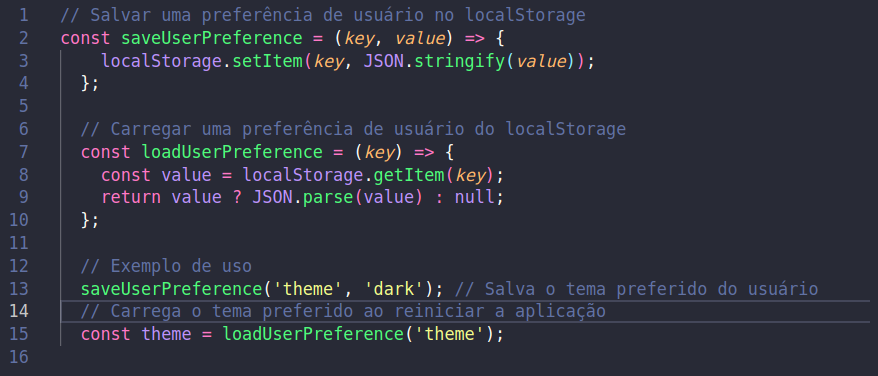 1 // Salvar uma preferência de usuário no localStorage
2 const saveUserPreference = (key, value) => {
3 localStorage.setItem(key, JSON.stringify(value));
4 };
5
6 // Carregar uma preferência de usuário do localStorage
7 const loadUserPreference = (key) => {
8 const value = localStorage.getItem(key);
9 return value ? JSON.parse(value) : null;
10 };
11
12 // Exemplo de uso
13 saveUserPreference('theme', 'dark'); // Salva o tema preferido do usuário
14 // Carrega o tema preferido ao reiniciar a aplicação
15 const theme = loadUserPreference('theme');
16